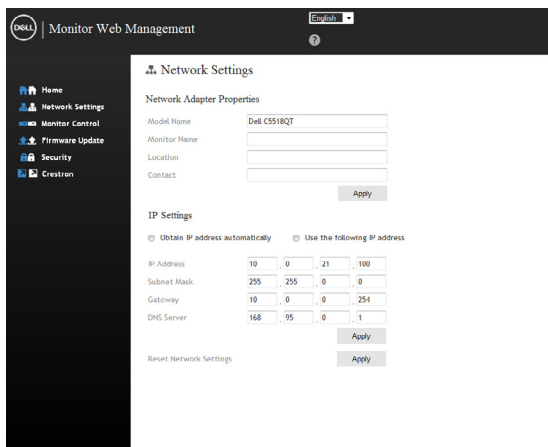 DELL
Monitor Web Management
English
?
Home
Network Settings
Monitor Control
Firmware Update
Security
Crestron
Network Settings
Network Adapter Properties
Model Name Dell C5518QT
Monitor Name
Location
Contact
Apply
IP Settings
Obtain IP address automatically Use the following IP address
IP Address 10 . 0 . 21 . 100
Subnet Mask 255 . 255 . 0 . 0
Gateway 10 . 0 . 0 . 254
DNS Server 168 . 95 . 0 . 1
Apply
Reset Network Settings Apply